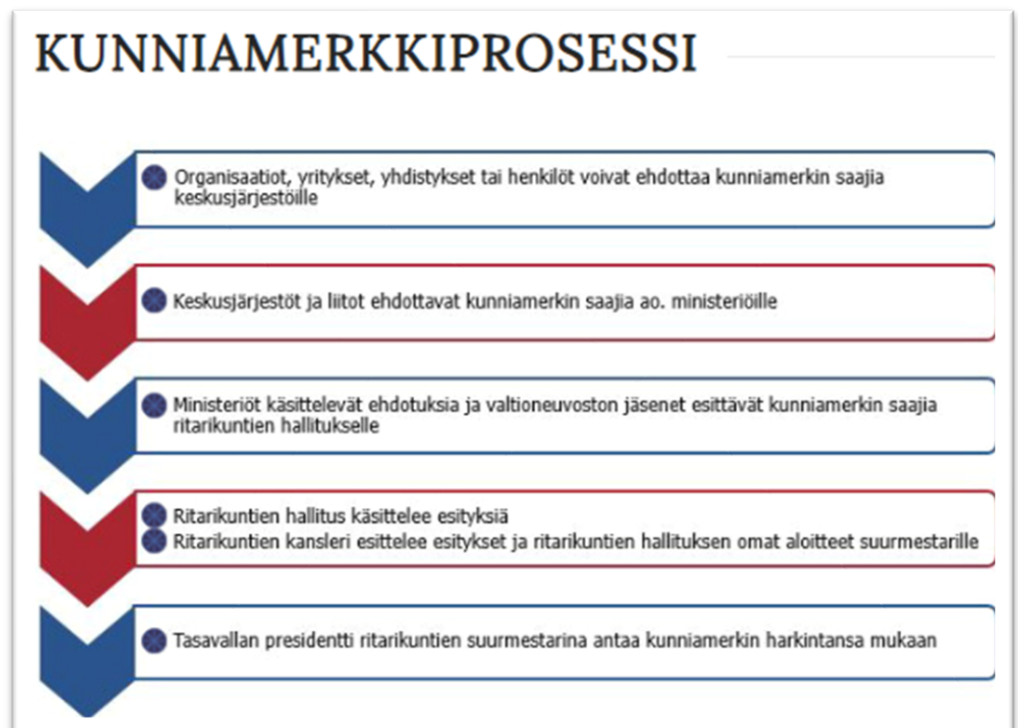 KUNNIAMERKKIPROSESSI
Organisaatiot, yritykset, yhdistykset tai henkilöt voivat ehdottaa kunniamerkin saajia
keskusjärjestöille
Keskusjärjestöt ja liitot ehdottavat kunniamerkin saajia ao. ministeriöille
Ministeriöt käsittelevät ehdotuksia ja valtioneuvoston jäsenet esittävät kunniamerkin saajia
ritarikuntien hallitukselle
Ritarikuntien hallitus käsittelee esityksiä
Ritarikuntien kansleri esittelee esitykset ja ritarikuntien hallituksen omat aloitteet suurmestarille
Tasavallan presidentti ritarikuntien suurmestarina antaa kunniamerkin harkintansa mukaan